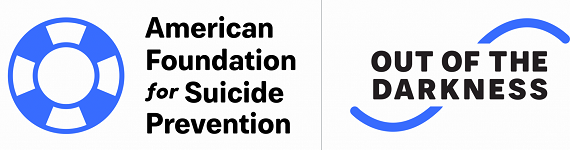 American
Foundation
for Suicide
Prevention
OUT OF THE
DARKNESS